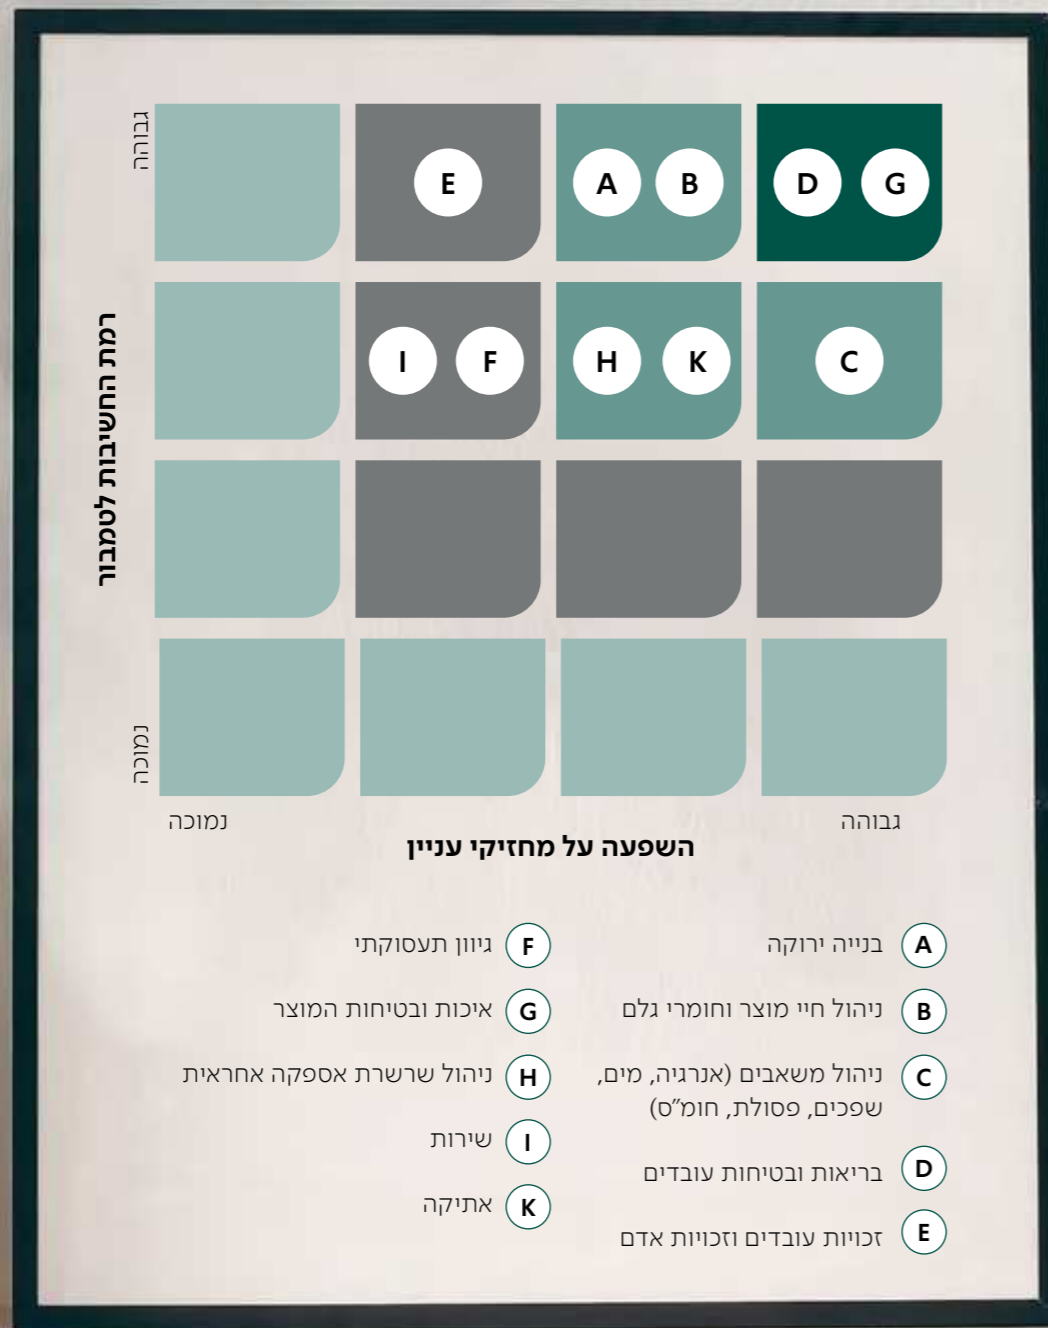 גבוהה
E
A B
D G
רמת החשיבות לטמבור
I F
H K
C
נמוכה
נמוכה
גבוהה
השפעה על מחזיקי עניין
A בנייה ירוקה
B ניהול חיי מוצר וחומרי גלם
C ניהול משאבים (אנרגיה, מים,
שפכים, פסולת, חומ״ס)
D בריאות ובטיחות עובדים
E זכויות עובדים וזכויות אדם
F גיוון תעסוקתי
G איכות ובטיחות המוצר
H ניהול שרשרת אספקה אחראית
I שירות
K אתיקה